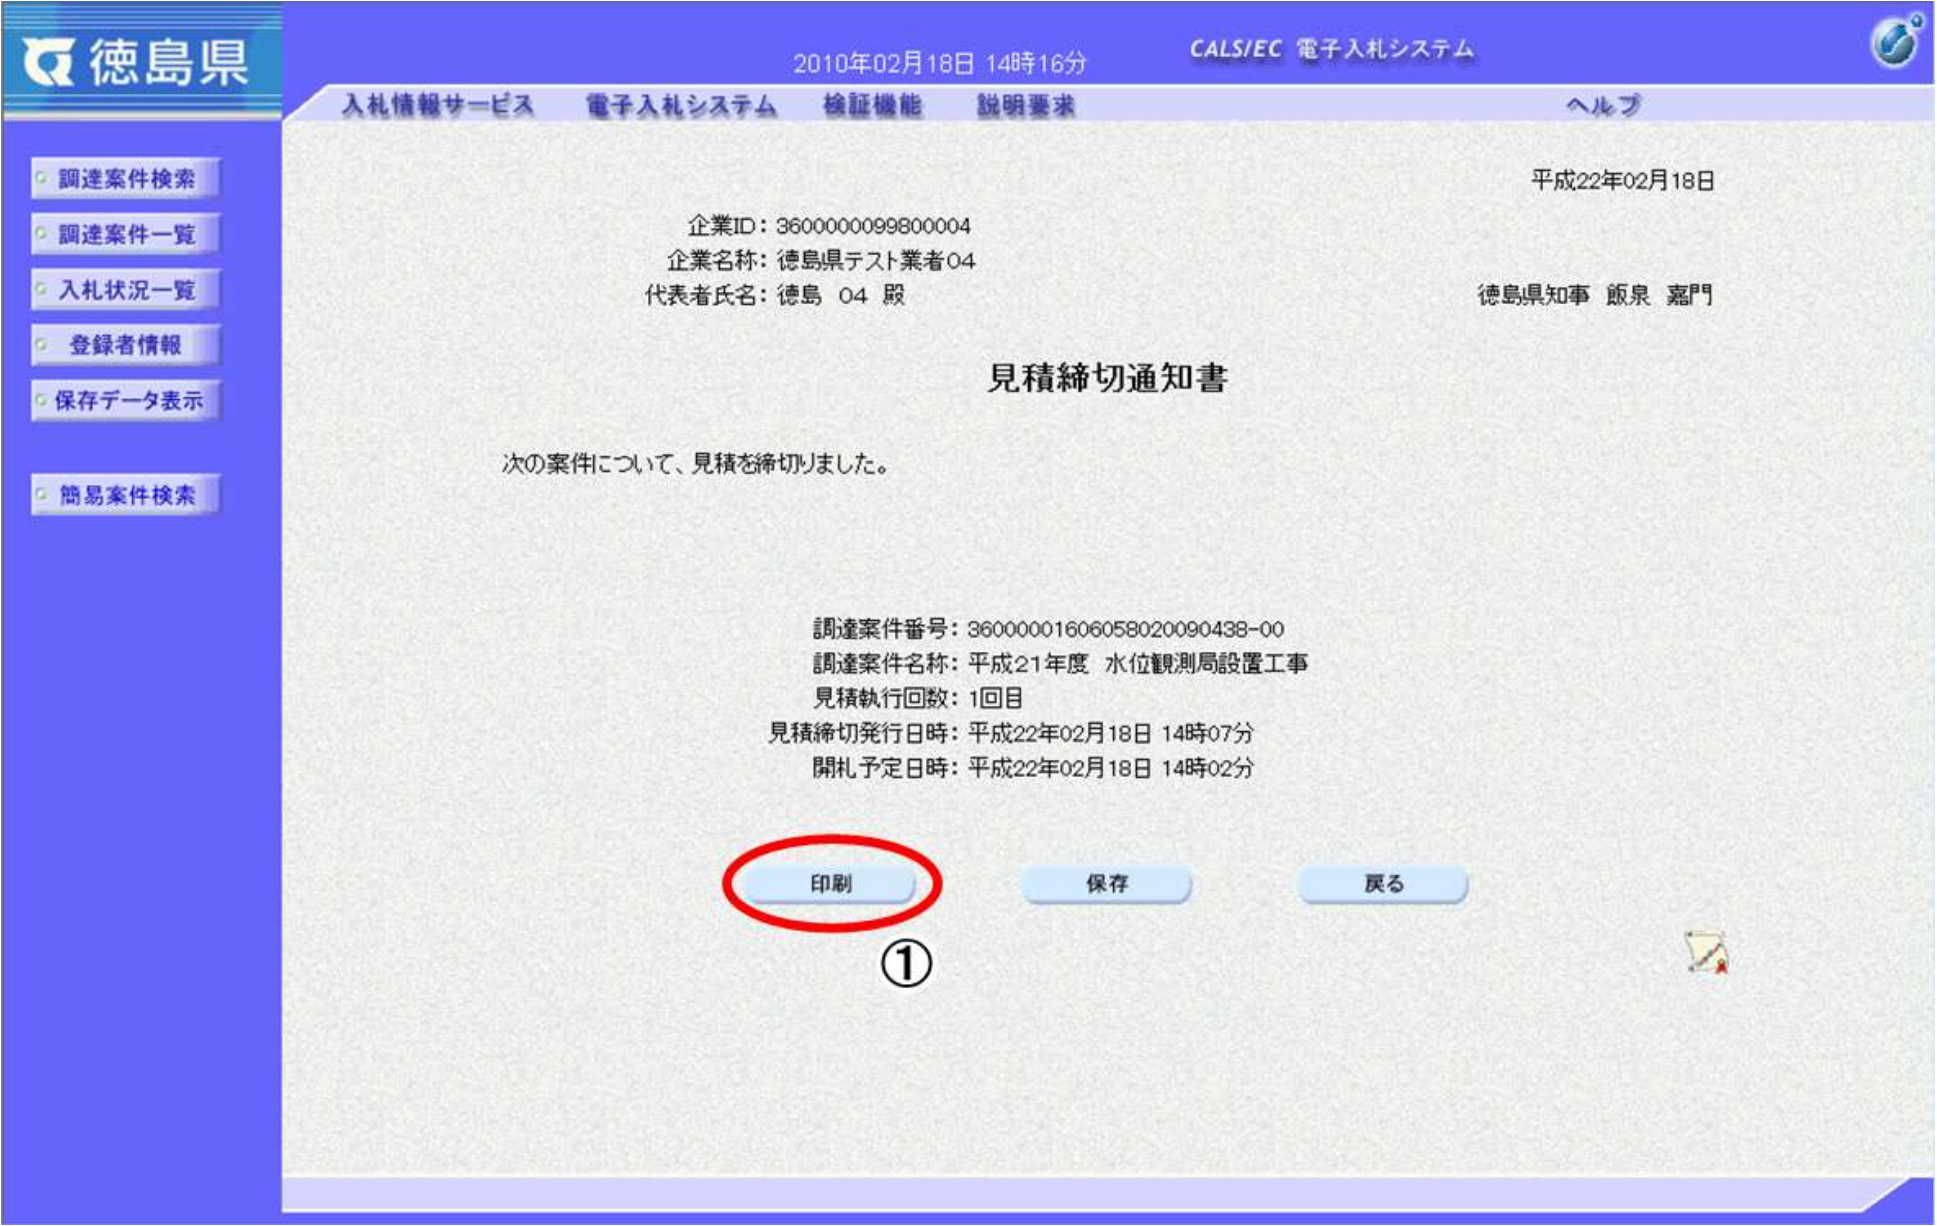 徳島県
2010年02月18日 14時16分
CALS/EC 電子入札システム
入札情報サービス 電子入札システム 検証機能 説明要求 ヘルプ
調達案件検索
調達案件一覧
入札状況一覧
登録者情報
保存データ表示
簡易案件検索
平成22年02月18日
企業ID：3600000099800004
企業名称：徳島県テスト業者04
代表者氏名：徳島 04 殿
徳島県知事 飯泉 嘉門
見積締切通知書
次の案件について、見積を締切りました。
調達案件番号：36000001606058020090438-00
調達案件名称：平成21年度 水位観測局設置工事
見積執行回数：1回目
見積締切発行日時：平成22年02月18日 14時07分
開札予定日時：平成22年02月18日 14時02分
印刷 保存 戻る
①